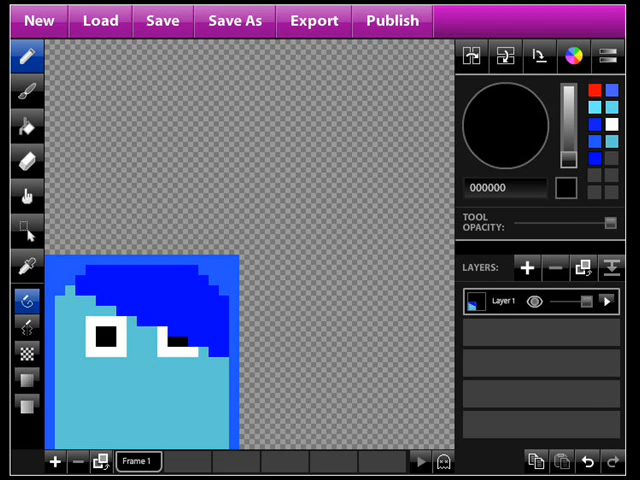 New Load Save Save As Export Publish
000000
TOOL
OPACITY:
LAYERS:
Layer 1
Frame 1